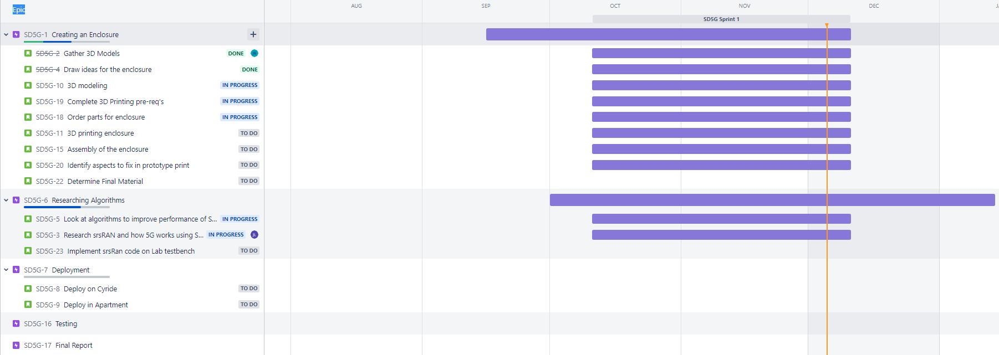 Epic
AUG SEP OCT NOV DEC
SD5G Sprint 1
SD5G-1 Creating an Enclosure
SD5G-2 Gather 3D Models DONE
SD5G-4 Draw ideas for the enclosure DONE
SD5G-10 3D modeling IN PROGRESS
SD5G-19 Complete 3D Printing pre-req's IN PROGRESS
SD5G-18 Order parts for enclosure IN PROGRESS
SD5G-11 3D printing enclosure TO DO
SD5G-15 Assembly of the enclosure TO DO
SD5G-20 Identify aspects to fix in prototype print TO DO
SD5G-22 Determine Final Material TO DO
SD5G-6 Researching Algorithms
SD5G-5 Look at algorithms to improve performance of S... IN PROGRESS
SD5G-3 Research srsRAN and how 5G works using S... IN PROGRESS JL
SD5G-23 Implement srsRan code on Lab testbench TO DO
SD5G-7 Deployment
SD5G-8 Deploy on Cyride TO DO
SD5G-9 Deploy in Apartment TO DO
SD5G-16 Testing
SD5G-17 Final Report